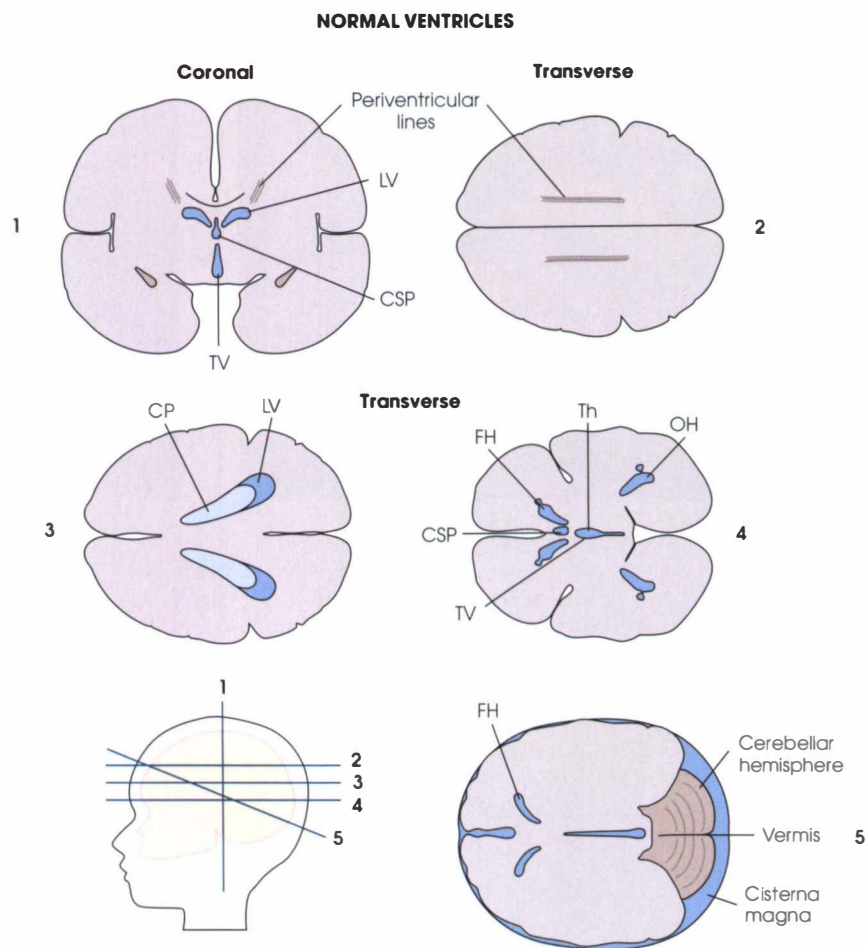 NORMAL VENTRICLES
Coronal
Transverse
Periventricular
lines
LV
1
2
CSP
TV
Transverse
CP
LV
Th
FH
OH
3
CSP
4
TV
1
FH
2
3
4
5
Cerebellar
hemisphere
Vermis
5
Cisterna
magna